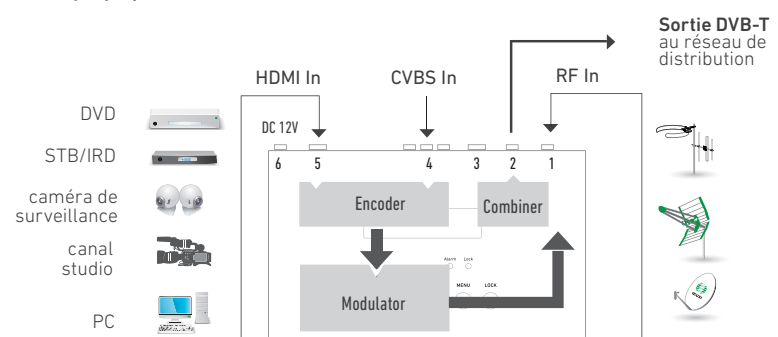 Sortie DVB-T
au réseau de
distribution
HDMI In
CVBS In
RF In
DVD
DC 12V
STB/IRD
6
5
4
3
2
1
caméra de
surveillance
Encoder
Combiner
canal
studio
Alarm
Lock
MENU
LOCK
Modulator
PC